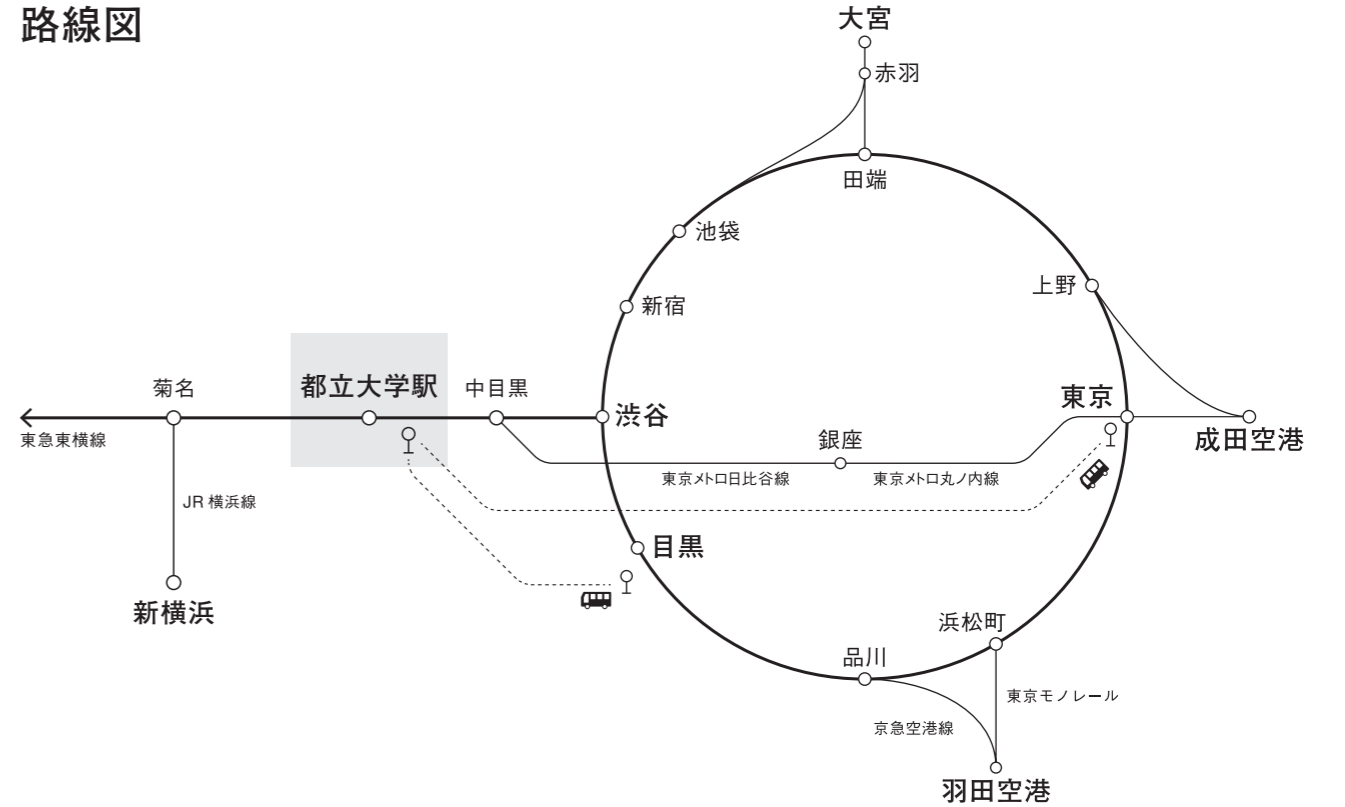 路線図
大宮
赤羽
田端
池袋
上野
新宿
菊名
都立大学駅
中目黒
渋谷
東京
東急東横線
銀座
成田空港
東京メトロ日比谷線
東京メトロ丸ノ内線
JR 横浜線
目黒
新横浜
浜松町
品川
東京モノレール
京急空港線
羽田空港